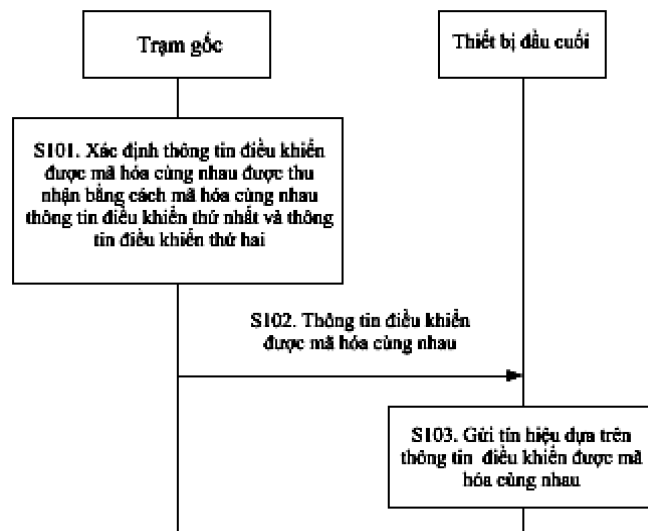 Trạm gốc
Thiết bị đầu cuối
S101. Xác định thông tin điều khiển
được mã hóa cùng nhau được thu
nhận bằng cách mã hóa cùng nhau
thông tin điều khiển thứ nhất và thông
tin điều khiển thứ hai
S102. Thông tin điều khiển
được mã hóa cùng nhau
S103. Gửi tín hiệu dựa trên
thông tin điều khiển được mã
hóa cùng nhau